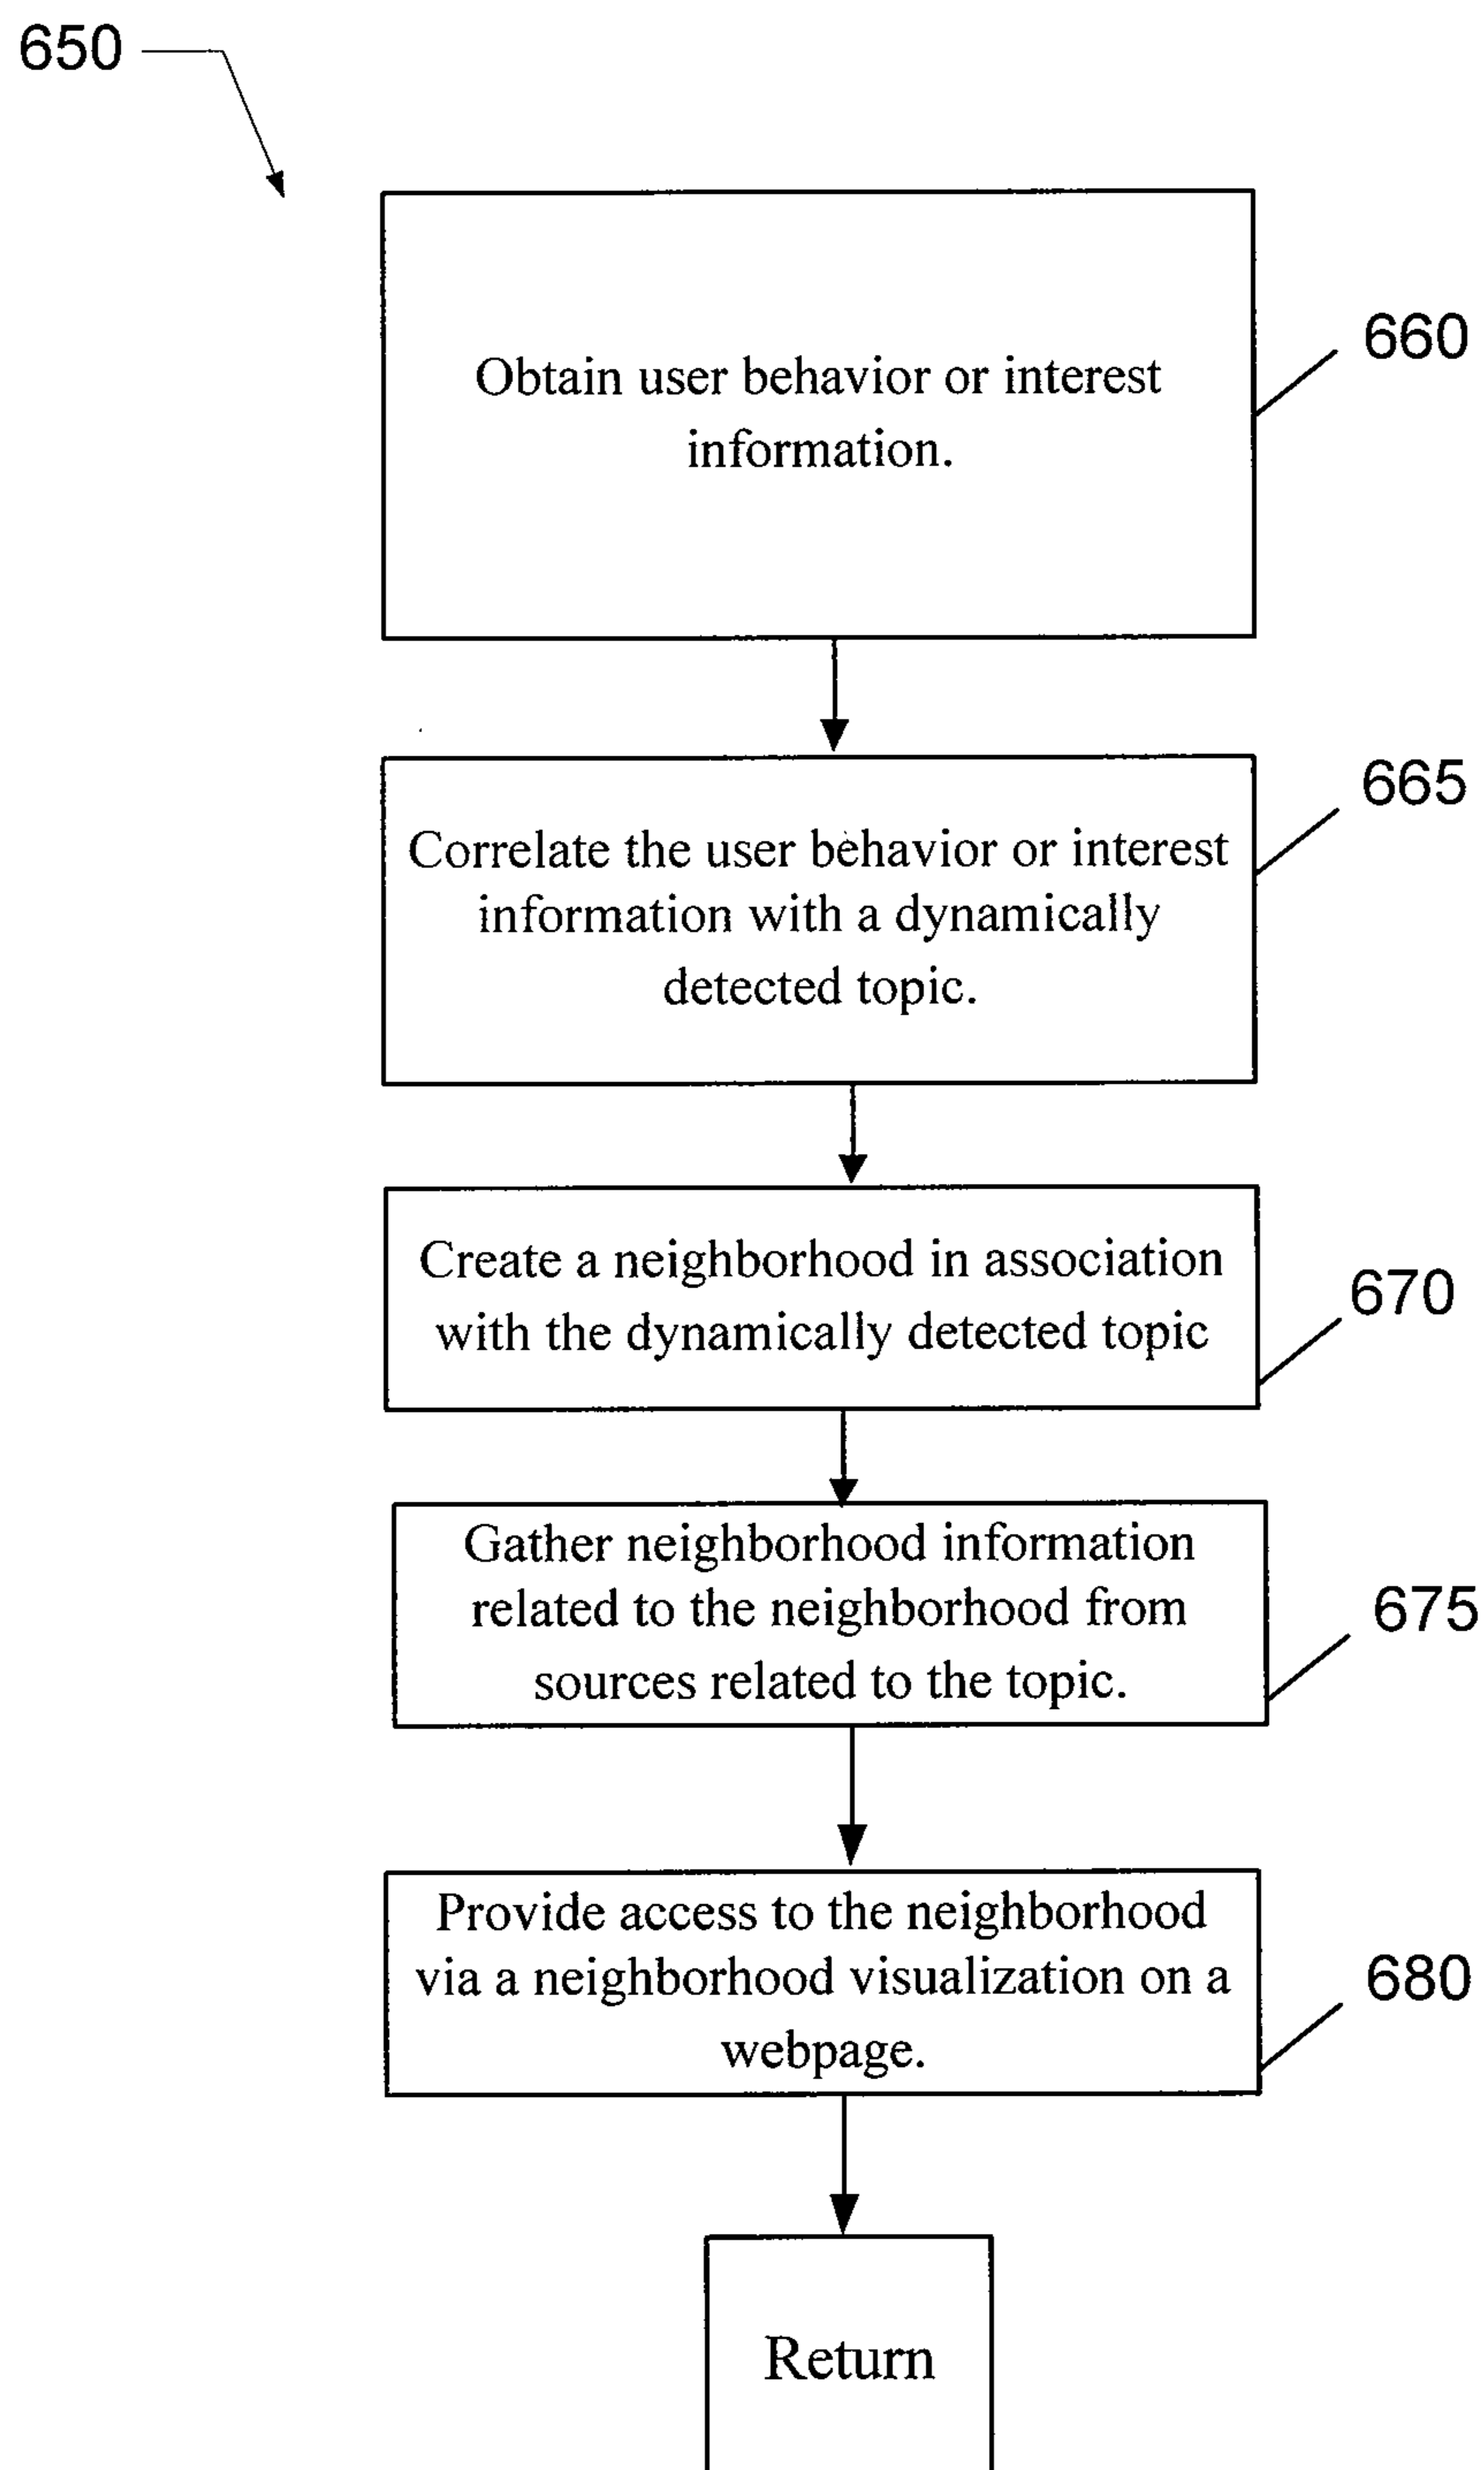 650
Obtain user behavior or interest
information.
660
Correlate the user behavior or interest
information with a dynamically
detected topic.
665
Create a neighborhood in association
with the dynamically detected topic
670
Gather neighborhood information
related to the neighborhood from
sources related to the topic.
675
Provide access to the neighborhood
via a neighborhood visualization on a
webpage.
680
Return